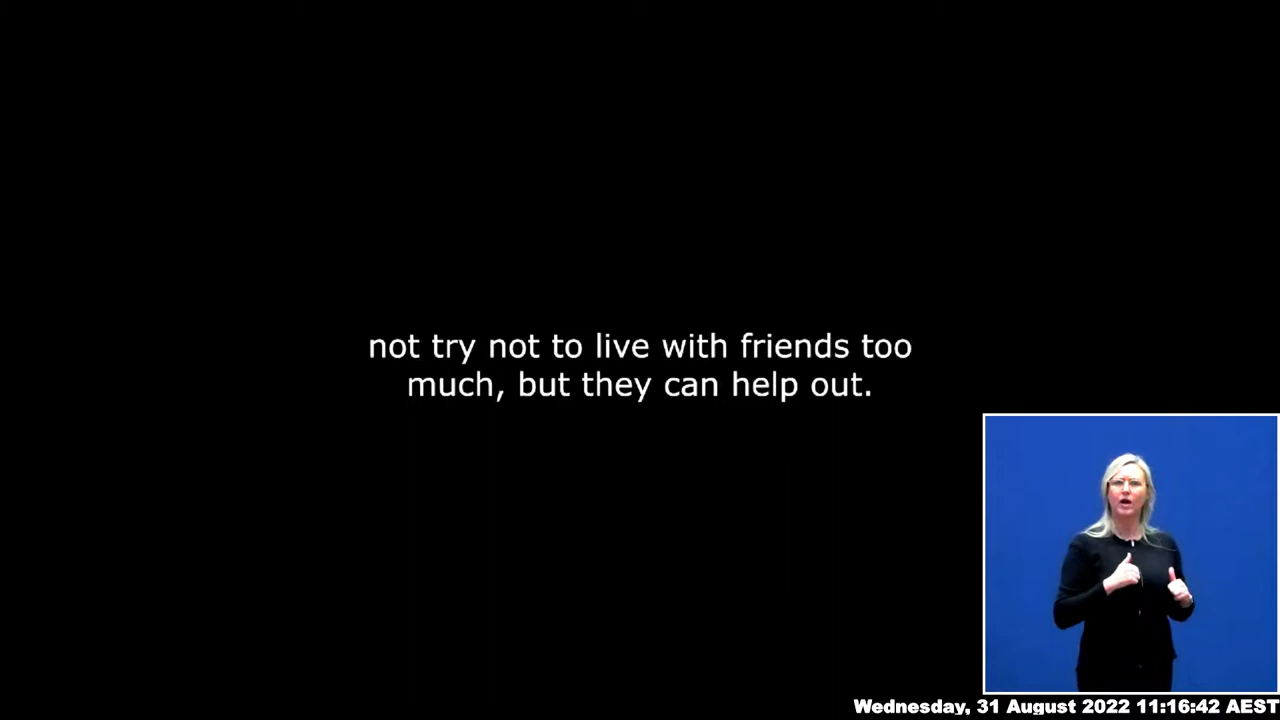 not try not to live with friends too
much, but they can help out.
Wednesday, 31 August 2022 11:16:42 AEST